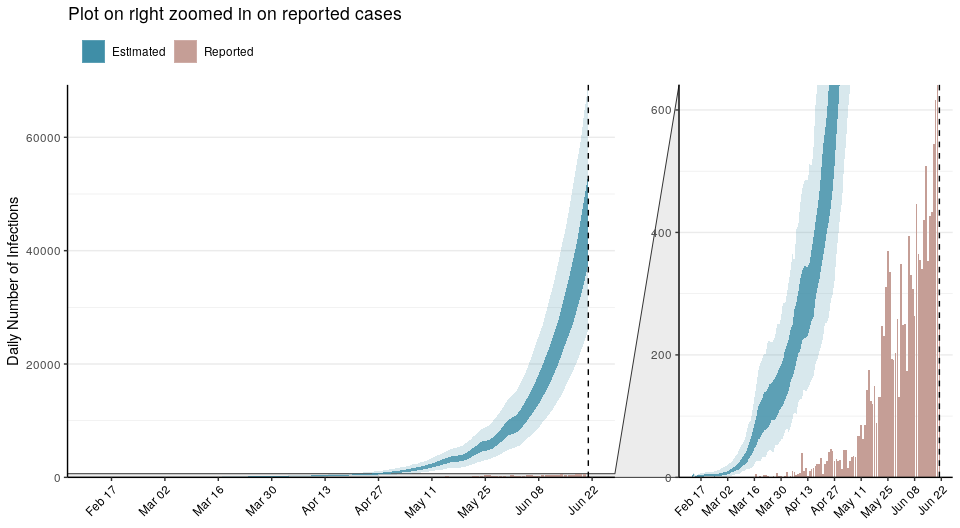 Plot on right zoomed in on reported cases
Estimated Reported
Daily Number of Infections
60000
40000
20000
0
Feb 17 Mar 02 Mar 16 Mar 30 Apr 13 Apr 27 May 11 May 25 Jun 08 Jun 22
600
400
200
0
Feb 17 Mar 02 Mar 16 Mar 30 Apr 13 Apr 27 May 11 May 25 Jun 08 Jun 22